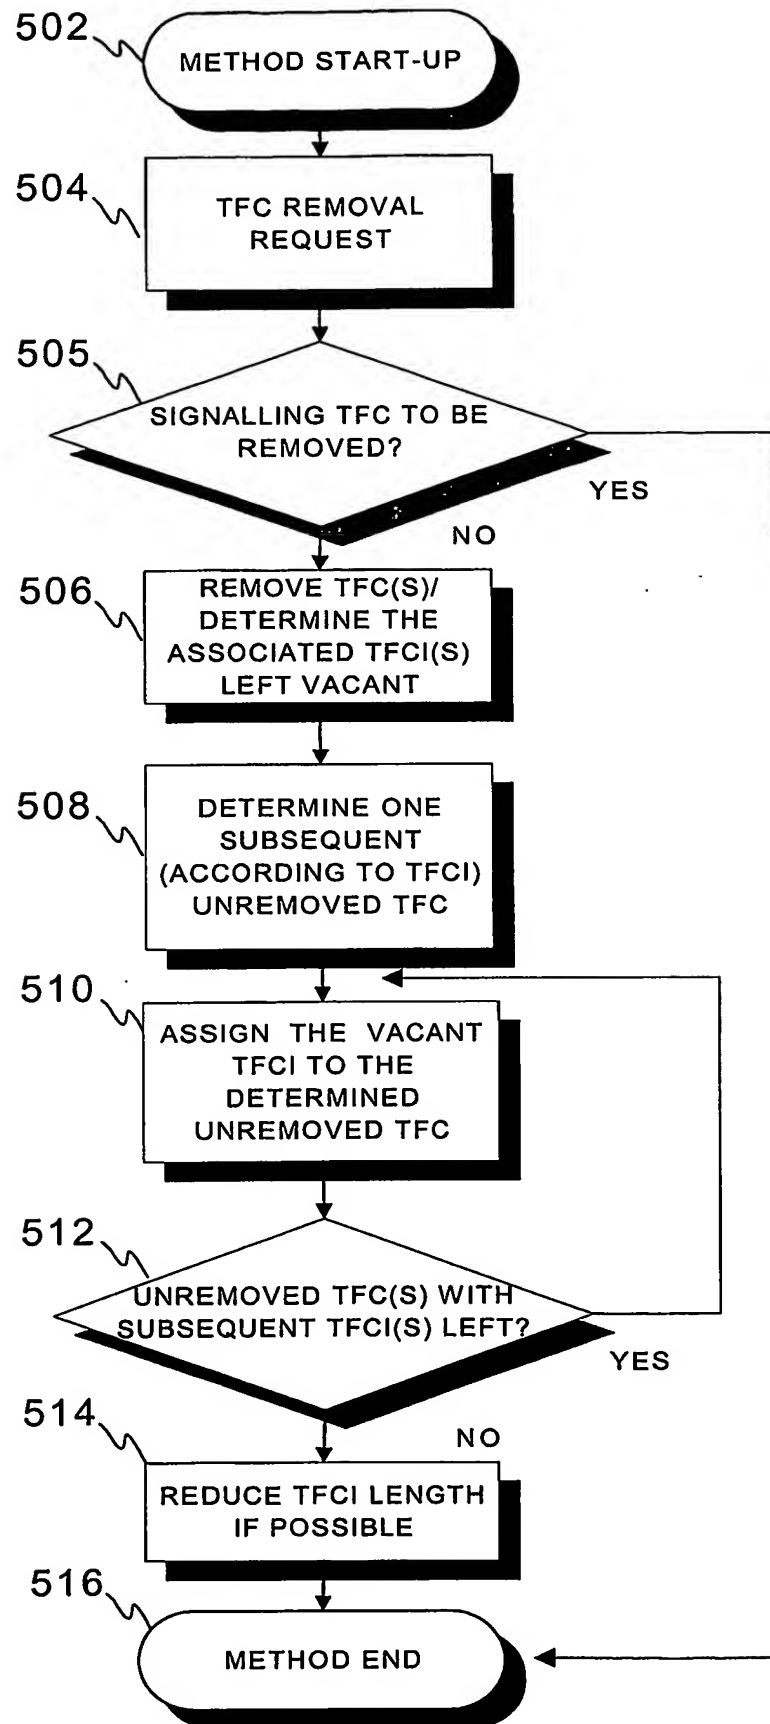 502
METHOD START-UP
504
TFC REMOVAL
REQUEST
505
SIGNALLING TFC TO BE
REMOVED?
YES
NO
506
REMOVE TFC(S)/
DETERMINE THE
ASSOCIATED TFCI(S)
LEFT VACANT
508
DETERMINE ONE
SUBSEQUENT
(ACCORDING TO TFCI)
UNREMOVED TFC
510
ASSIGN THE VACANT
TFCI TO THE
DETERMINED
UNREMOVED TFC
512
UNREMOVED TFC(S) WITH
SUBSEQUENT TFCI(S) LEFT?
YES
NO
514
REDUCE TFCI LENGTH
IF POSSIBLE
516
METHOD END